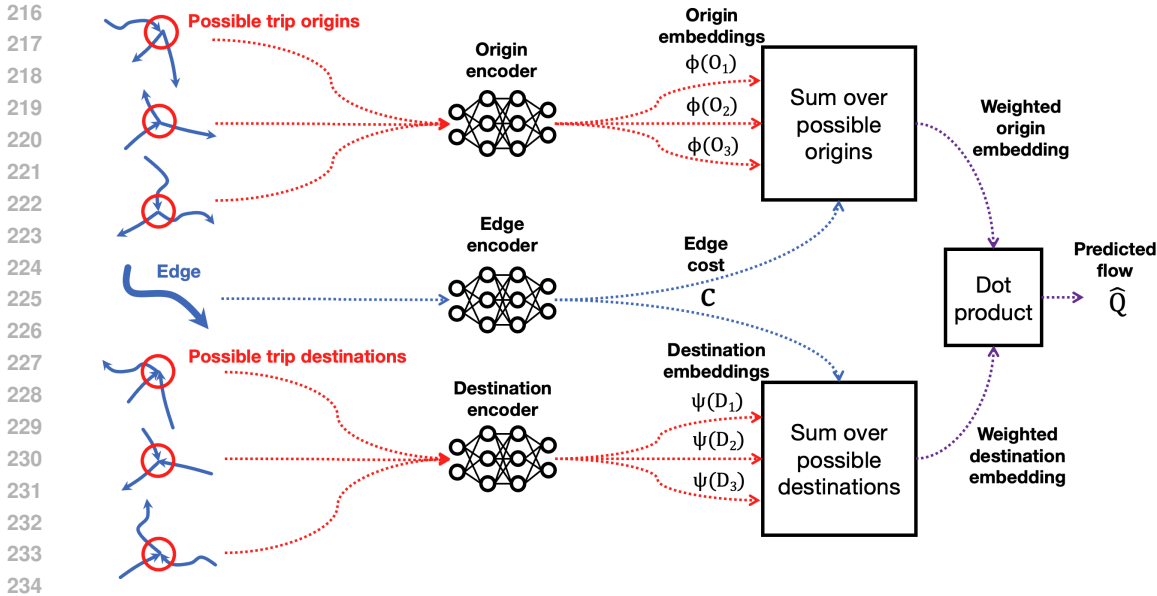 216
217
218
219
220
221
222
223
224
225
226
227
228
229
230
231
232
233
234
Possible trip origins
Origin
encoder
Origin
embeddings
ϕ(O₁)
ϕ(O₂)
ϕ(O₃)
Sum over
possible
origins
Weighted
origin
embedding
Edge
Edge
encoder
Edge
cost
C
Dot
product
Predicted
flow
Q̂
Possible trip destinations
Destination
encoder
Destination
embeddings
ψ(D₁)
ψ(D₂)
ψ(D₃)
Sum over
possible
destinations
Weighted
destination
embedding